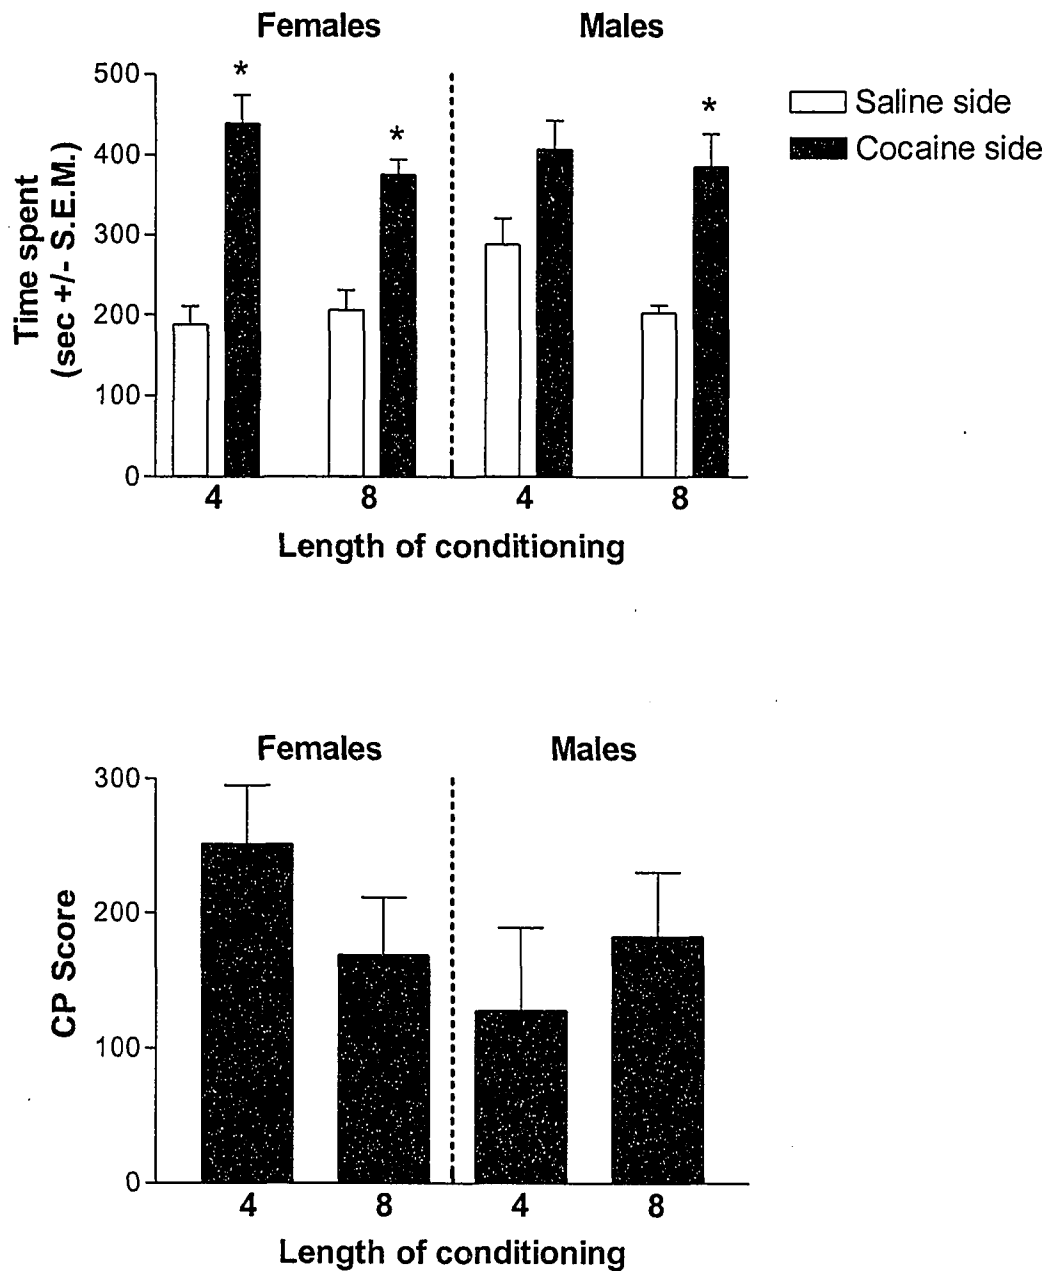 Females Males
* * *
Saline side
Cocaine side
500
400
300
200
100
0
Time spent
(sec +/- S.E.M.)
4 8 4 8
Length of conditioning
Females Males
300
200
100
0
CP Score
4 8 4 8
Length of conditioning